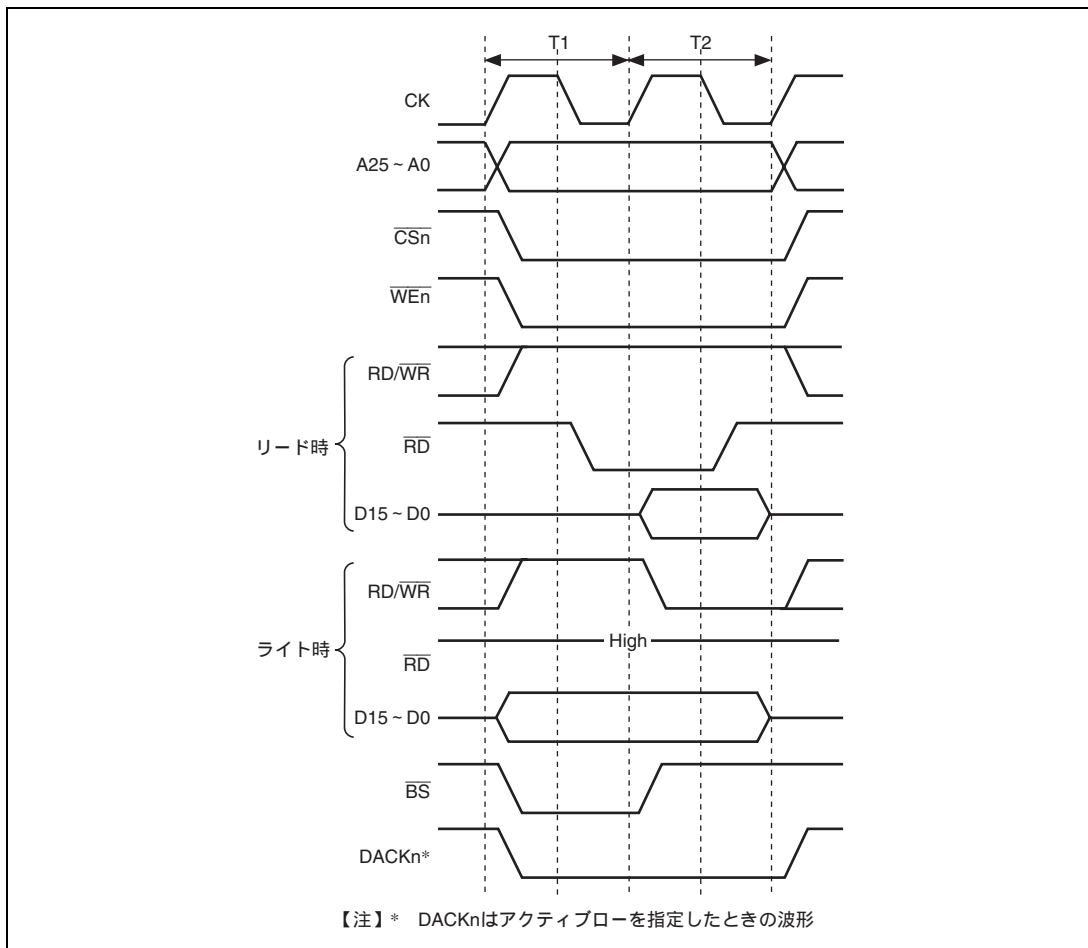 T1 T2
CK
A25 ~ A0
CSn
WEn
リード時
RD/WR
RD
D15 ~ D0
ライト時
RD/WR
High
RD
D15 ~ D0
BS
DACKn*
【注】* DACKnはアクティブローを指定したときの波形